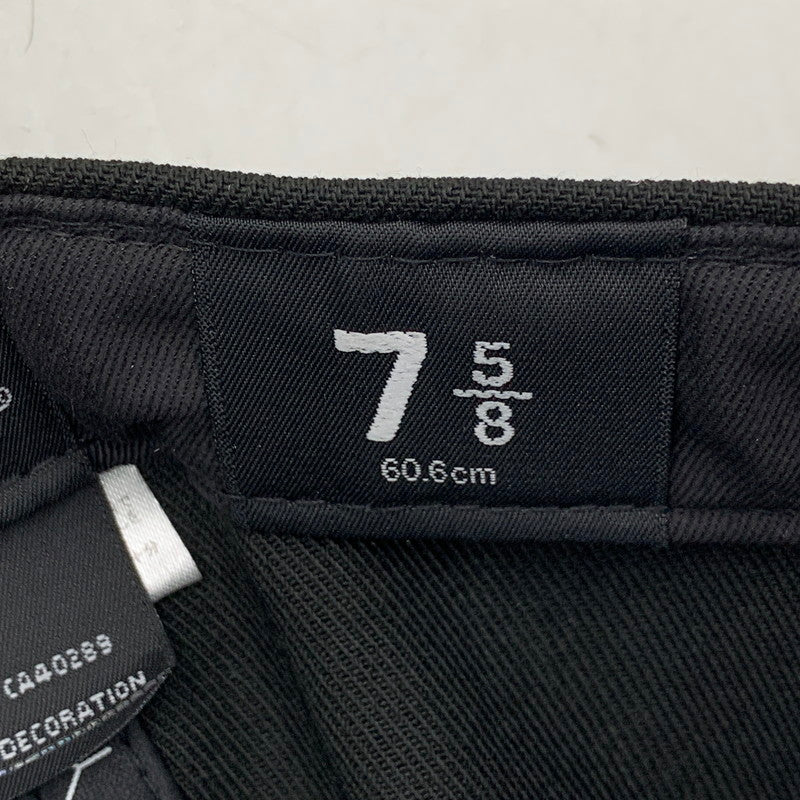 7 5/8
60.6cm
®
CA40289
DECORATION